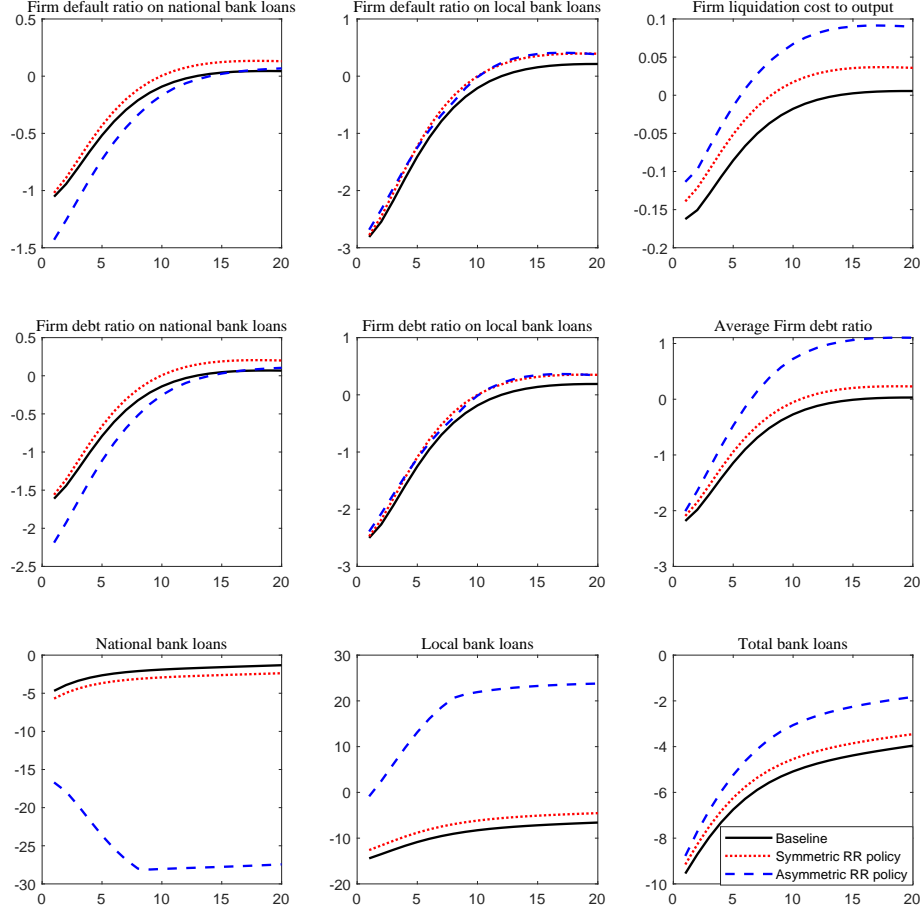 Firm default ratio on national bank loans
0.5
0
-0.5
-1
-1.5
0 5 10 15 20
Firm default ratio on local bank loans
1
0
-1
-2
-3
0 5 10 15 20
Firm liquidation cost to output
0.1
0.05
0
-0.05
-0.1
-0.15
-0.2
0 5 10 15 20
Firm debt ratio on national bank loans
0.5
0
-0.5
-1
-1.5
-2
-2.5
0 5 10 15 20
Firm debt ratio on local bank loans
1
0
-1
-2
-3
0 5 10 15 20
Average Firm debt ratio
1
0
-1
-2
-3
0 5 10 15 20
National bank loans
0
-5
-10
-15
-20
-25
-30
0 5 10 15 20
Local bank loans
30
20
10
0
-10
-20
0 5 10 15 20
Total bank loans
0
-2
-4
-6
-8
-10
0 5 10 15 20
Baseline
Symmetric RR policy
Asymmetric RR policy